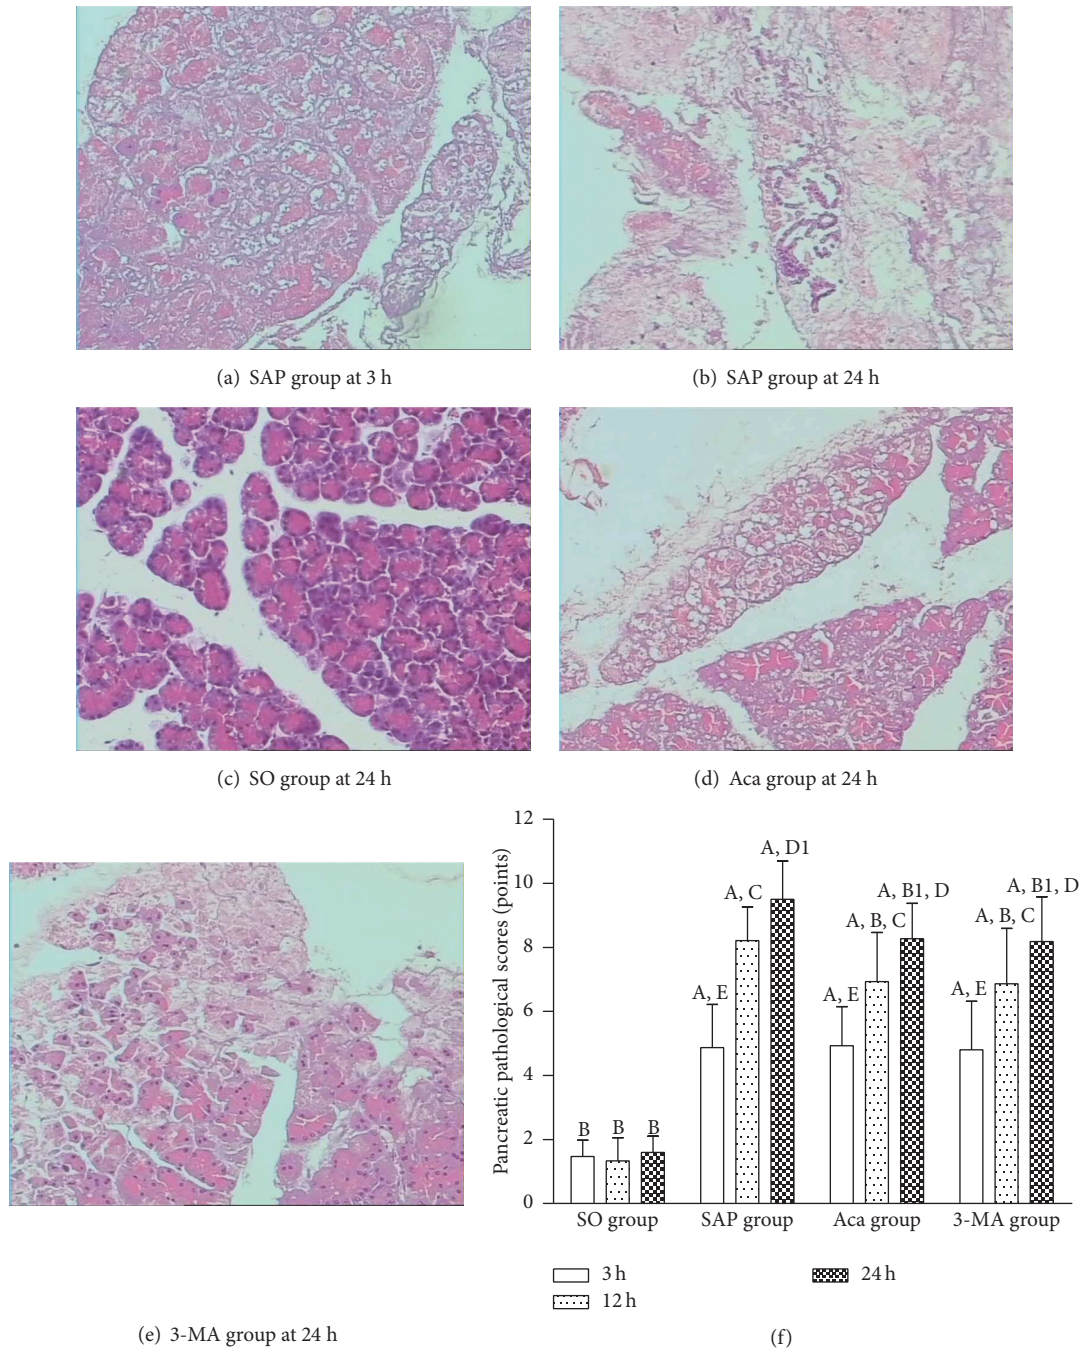 (a) SAP group at 3 h
(b) SAP group at 24 h
(c) SO group at 24 h
(d) Aca group at 24 h
Pancreatic pathological scores (points)
12
10
8
6
4
2
0
B
B
B
A, E
A, C
A, D1
A, E
A, B, C
A, B1, D
A, E
A, B, C
A, B1, D
SO group
SAP group
Aca group
3-MA group
3 h
12 h
24 h
(e) 3-MA group at 24 h
(f)